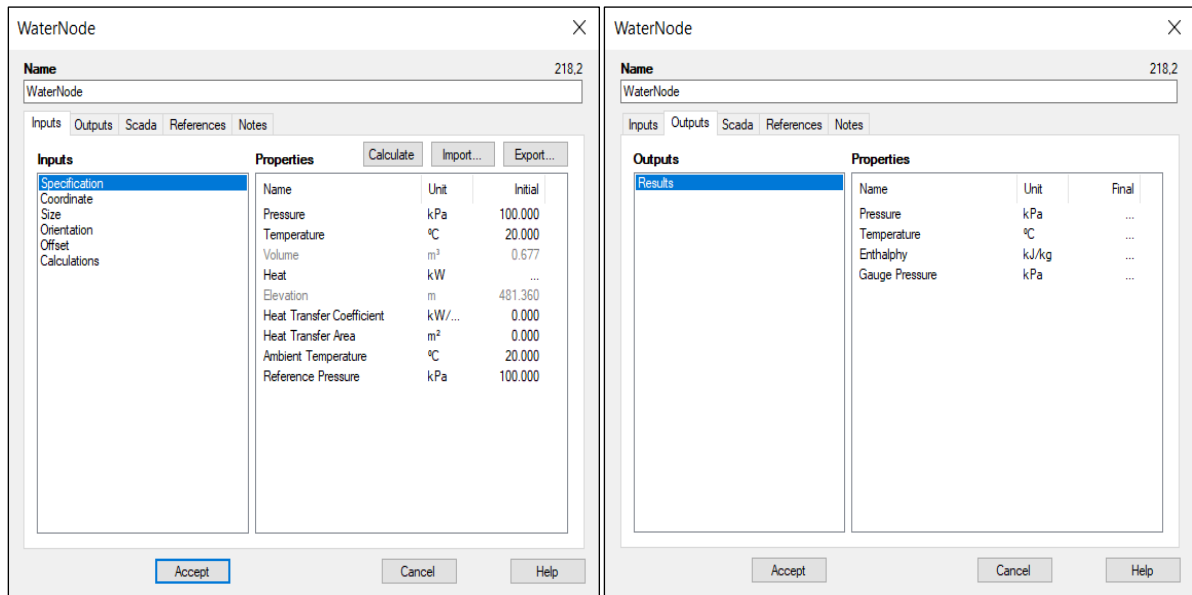 WaterNode
Name 218,2
WaterNode
Inputs Outputs Scada References Notes
Inputs Properties Calculate Import... Export...
Specification
Coordinate
Size
Orientation
Offset
Calculations
Name Unit Initial
Pressure kPa 100.000
Temperature ºC 20.000
Volume m³ 0.677
Heat kW ...
Elevation m 481.360
Heat Transfer Coefficient kW/... 0.000
Heat Transfer Area m² 0.000
Ambient Temperature ºC 20.000
Reference Pressure kPa 100.000
Accept Cancel Help
WaterNode
Name 218,2
WaterNode
Inputs Outputs Scada References Notes
Outputs Properties
Results
Name Unit Final
Pressure kPa ...
Temperature ºC ...
Enthalphy kJ/kg ...
Gauge Pressure kPa ...
Accept Cancel Help